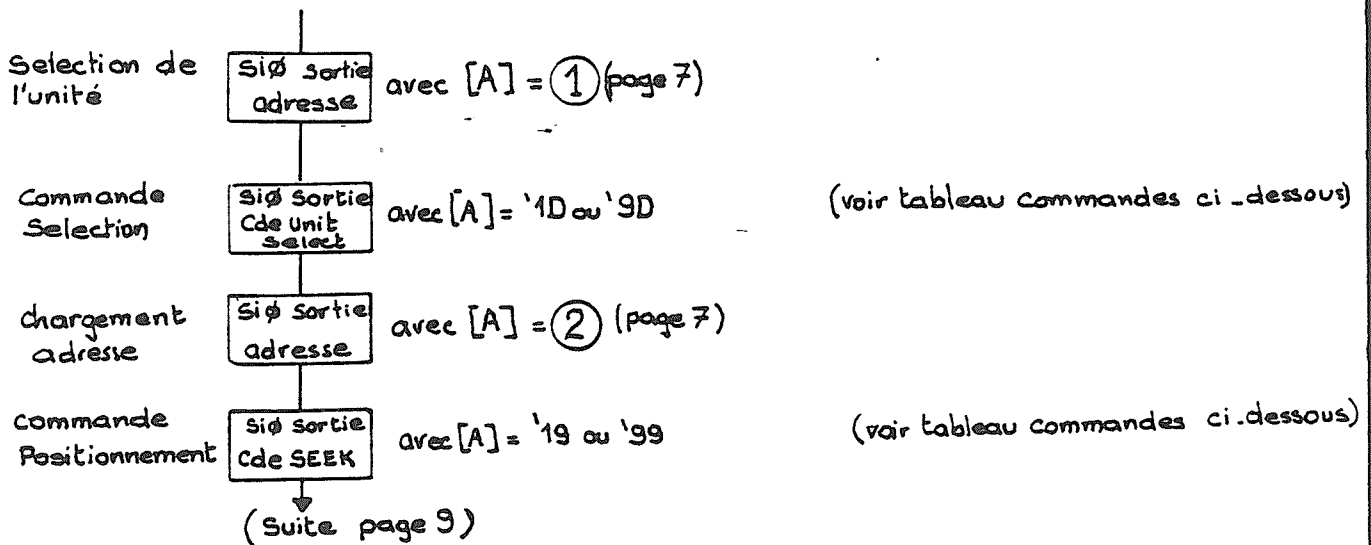 Selection de l'unité
SIØ sortie adresse
avec [A] = ① (page 7)
Commande Selection
SIØ Sortie Cde Unit select
avec [A] = '1D ou '9D
(voir tableau commandes ci_dessous)
chargement adresse
SIØ sortie adresse
avec [A] = ② (page 7)
commande Positionnement
SIØ sortie Cde SEEK
avec [A] = '19 ou '99
(voir tableau commandes ci.dessous)
(Suite page 9)